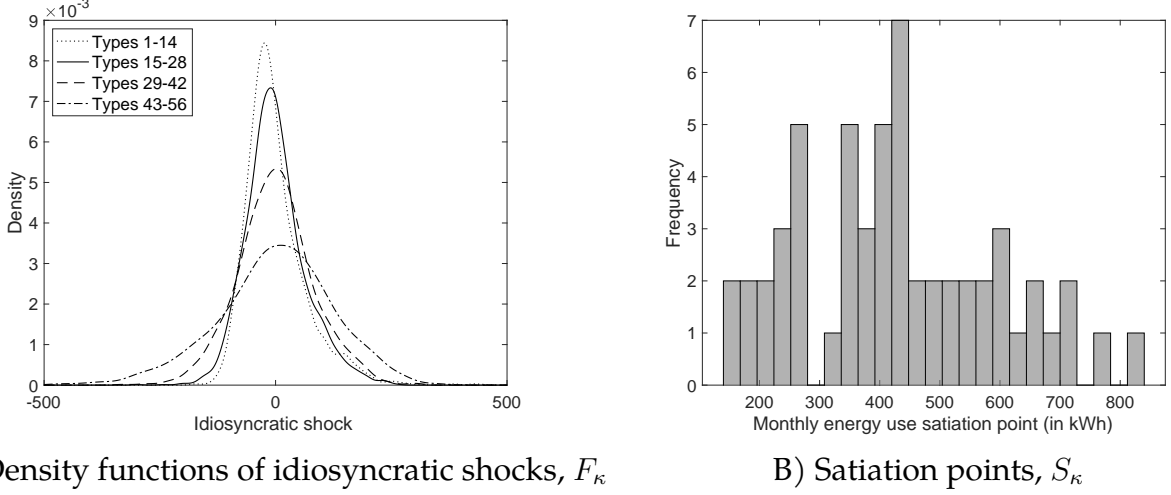 9 ×10-3
8
7
6
5
4
3
2
1
0
Density
Types 1-14
Types 15-28
Types 29-42
Types 43-56
-500 0 500
Idiosyncratic shock
7
6
5
4
3
2
1
0
Frequency
200 300 400 500 600 700 800
Monthly energy use satiation point (in kWh)
Density functions of idiosyncratic shocks, Fκ
B) Satiation points, Sκ